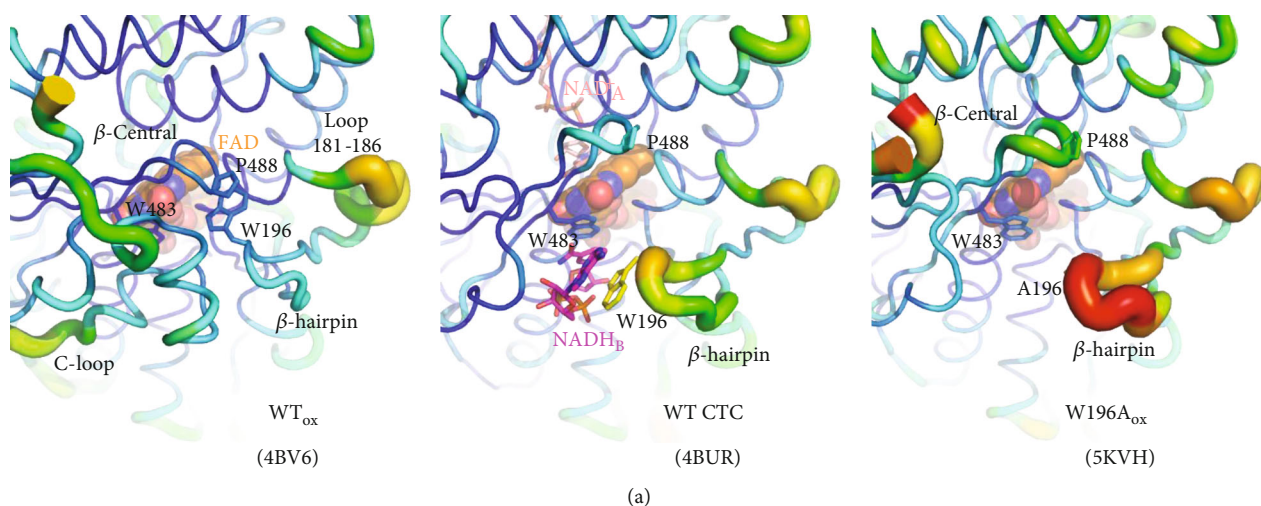 β-Central
FAD
Loop
181 -186
P488
W483
W196
β-hairpin
C-loop
WTox
(4BV6)
NAD+A
P488
W483
W196
NADHB
β-hairpin
WT CTC
(4BUR)
β-Central
P488
W483
A196
β-hairpin
W196Aox
(5KVH)
(a)